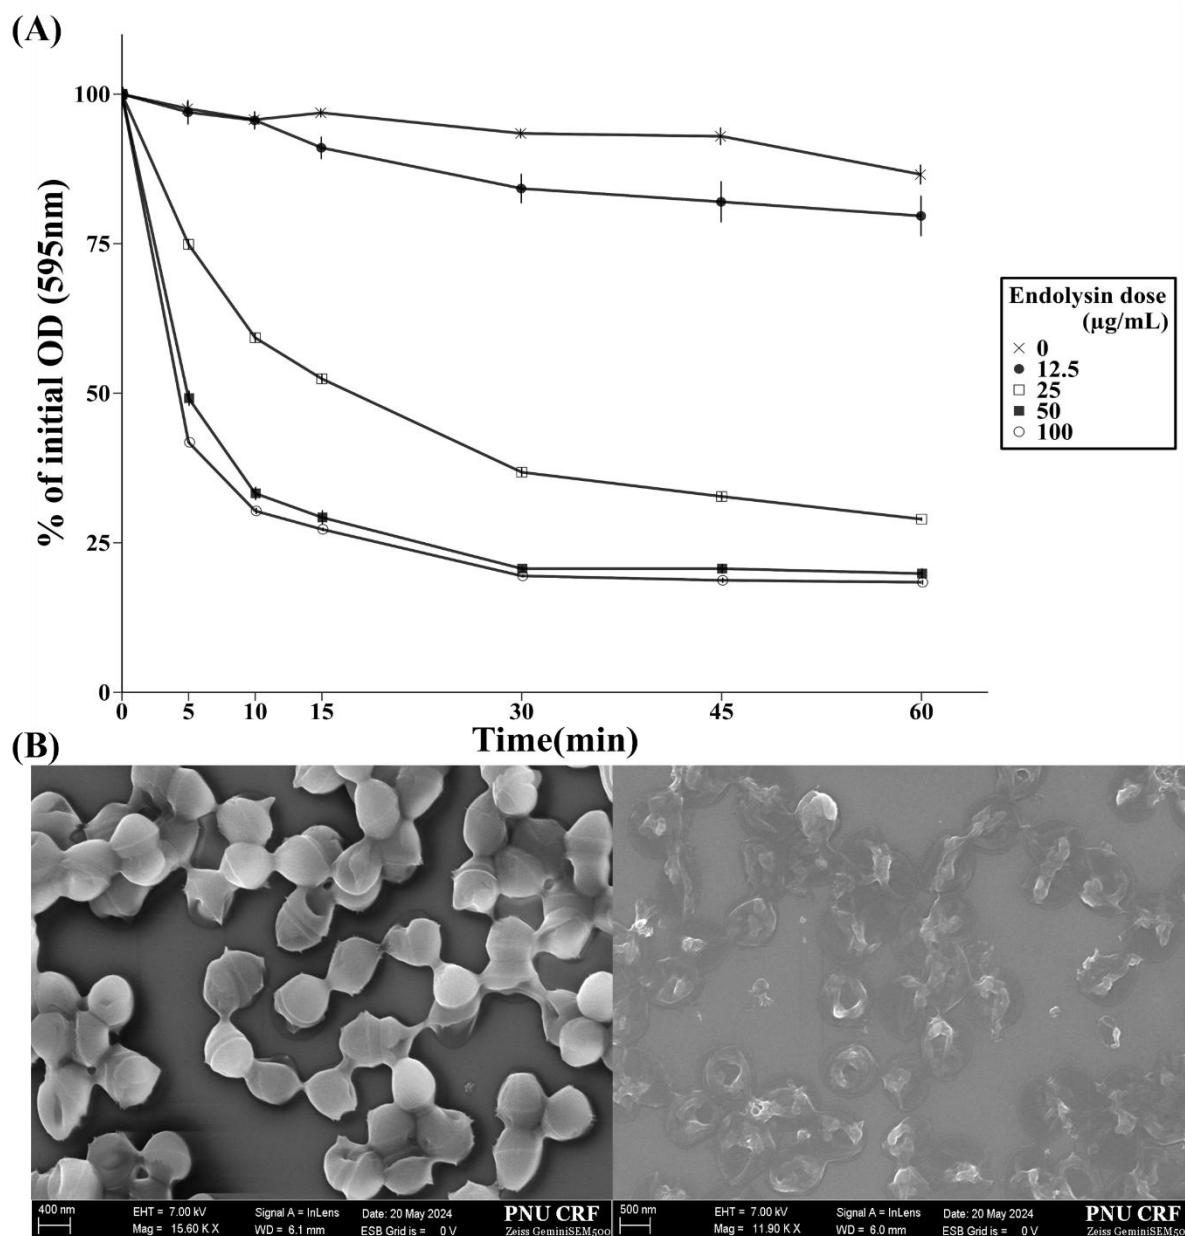 (A)
% of initial OD (595nm)
100
75
50
25
0
0 5 10 15 30 45 60
Time(min)
Endolysin dose
(µg/mL)
0
12.5
25
50
100
(B)
400 nm
EHT = 7.00 kV Signal A = InLens Date: 20 May 2024 PNU CRF
Mag = 15.60 K X WD = 6.1 mm ESB Grid is = 0 V Zeiss GeminiSEM500
500 nm
EHT = 7.00 kV Signal A = InLens Date: 20 May 2024 PNU CRF
Mag = 11.90 K X WD = 6.0 mm ESB Grid is = 0 V Zeiss GeminiSEM50